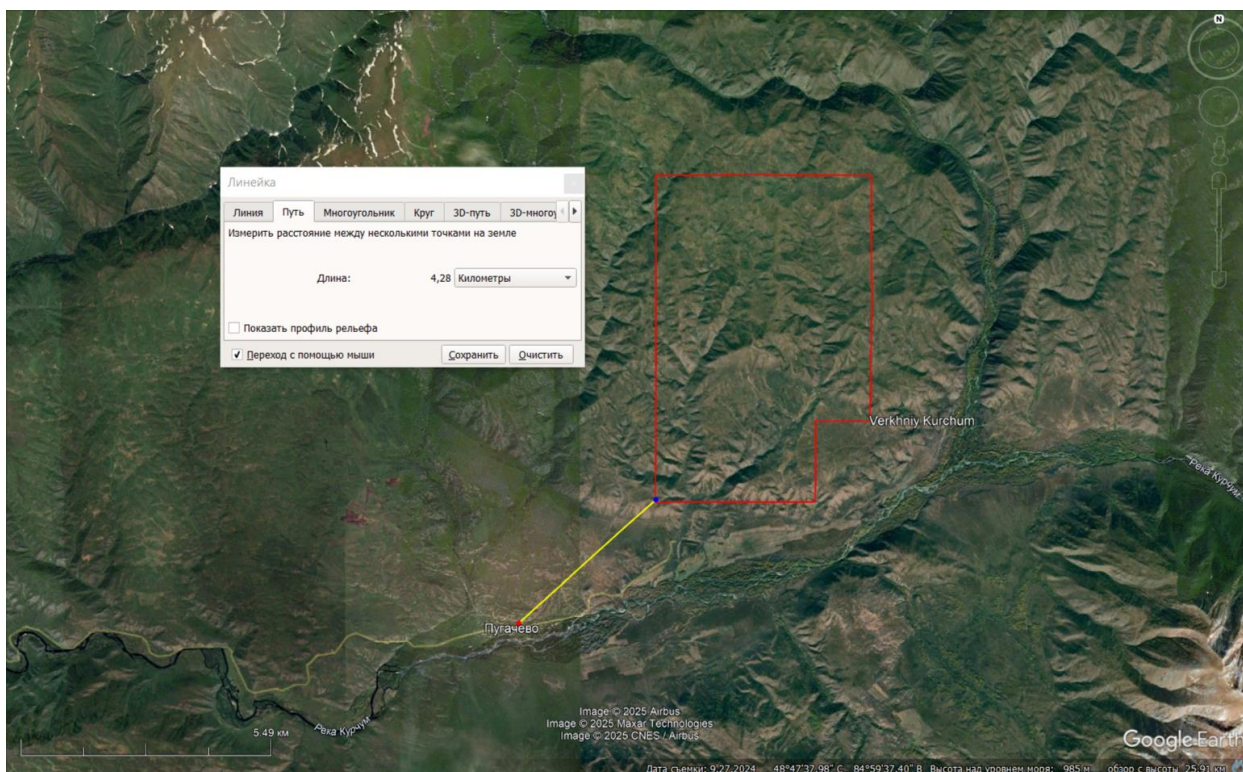 N
Линейка
Линия Путь Многоугольник Круг 3D-путь 3D-многоу
Измерить расстояние между несколькими точками на земле
Длина: 4,28 Километры
Показать профиль рельефа
Переход с помощью мыши Сохранить Очистить
Verkhniy Kurchum
Река Курчум
Пугачево
Река Курчум
5.49 км
Image © 2025 Airbus
Image © 2025 Maxar Technologies
Image © 2025 CNES / Airbus
Google Earth
Дата съемки: 9.27.2024 48°47'37.98" С 84°59'37.40" В Высота над уровнем моря: 985 м обзор с высоты 25.91 км